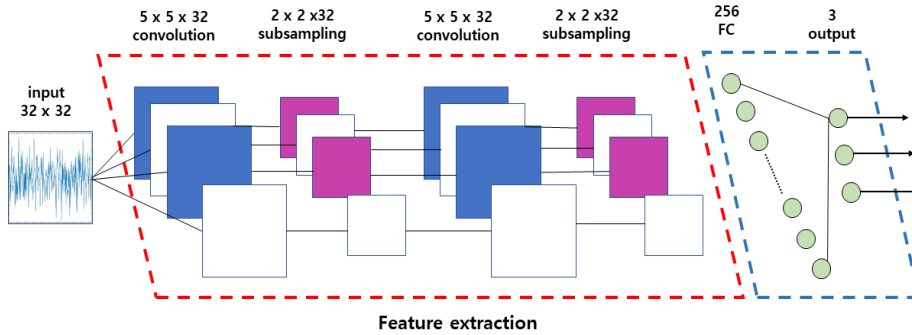 5 x 5 x 32
convolution
2 x 2 x32
subsampling
5 x 5 x 32
convolution
2 x 2 x32
subsampling
256
FC
3
output
input
32 x 32
Feature extraction